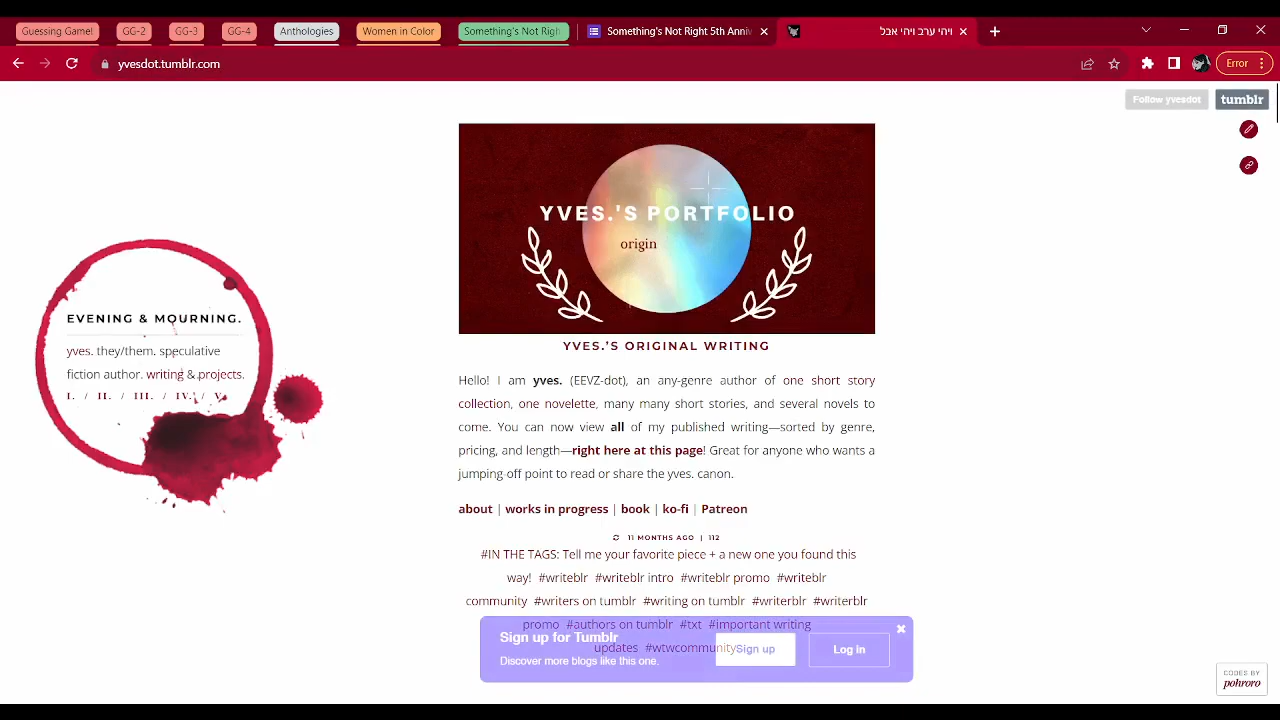 Guessing Game!
GG-2
GG-3
GG-4
Anthologies
Women in Color
Something's Not Righ
Something's Not Right 5th Anniv
ויהי ערב ויהי אבל
yvesdot.tumblr.com
Error
Follow yvesdot
tumblr
YVES.'S PORTFOLIO
origin
EVENING & MOURNING.
yves. they/them. speculative
fiction author. writing & projects.
I. / II. / III. / IV. / V.
YVES.'S ORIGINAL WRITING
Hello! I am yves. (EEVZ-dot), an any-genre author of one short story
collection, one novelette, many many short stories, and several novels to
come. You can now view all of my published writing—sorted by genre,
pricing, and length—right here at this page! Great for anyone who wants a
jumping-off point to read or share the yves. canon.
about | works in progress | book | ko-fi | Patreon
11 MONTHS AGO | 112
#IN THE TAGS: Tell me your favorite piece + a new one you found this
way! #writeblr #writeblr intro #writeblr promo #writeblr
community #writers on tumblr #writing on tumblr #writerblr #writerblr
promo #authors on tumblr #txt #important writing
updates #wtwcommunity
Sign up for Tumblr
Discover more blogs like this one.
Sign up
Log in
CODES BY
pohroro